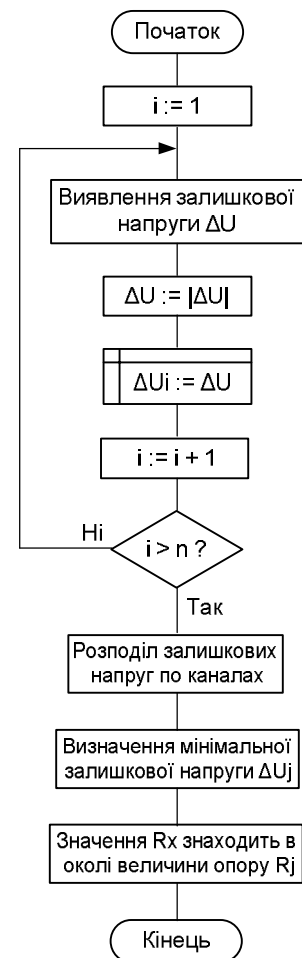 Початок
i := 1
Виявлення залишкової
напруги ΔU
ΔU := |ΔU|
ΔUi := ΔU
i := i + 1
Ні
i > n ?
Так
Розподіл залишкових
напруг по каналах
Визначення мінімальної
залишкової напруги ΔUj
Значення Rx знаходить в
околі величини опору Rj
Кінець